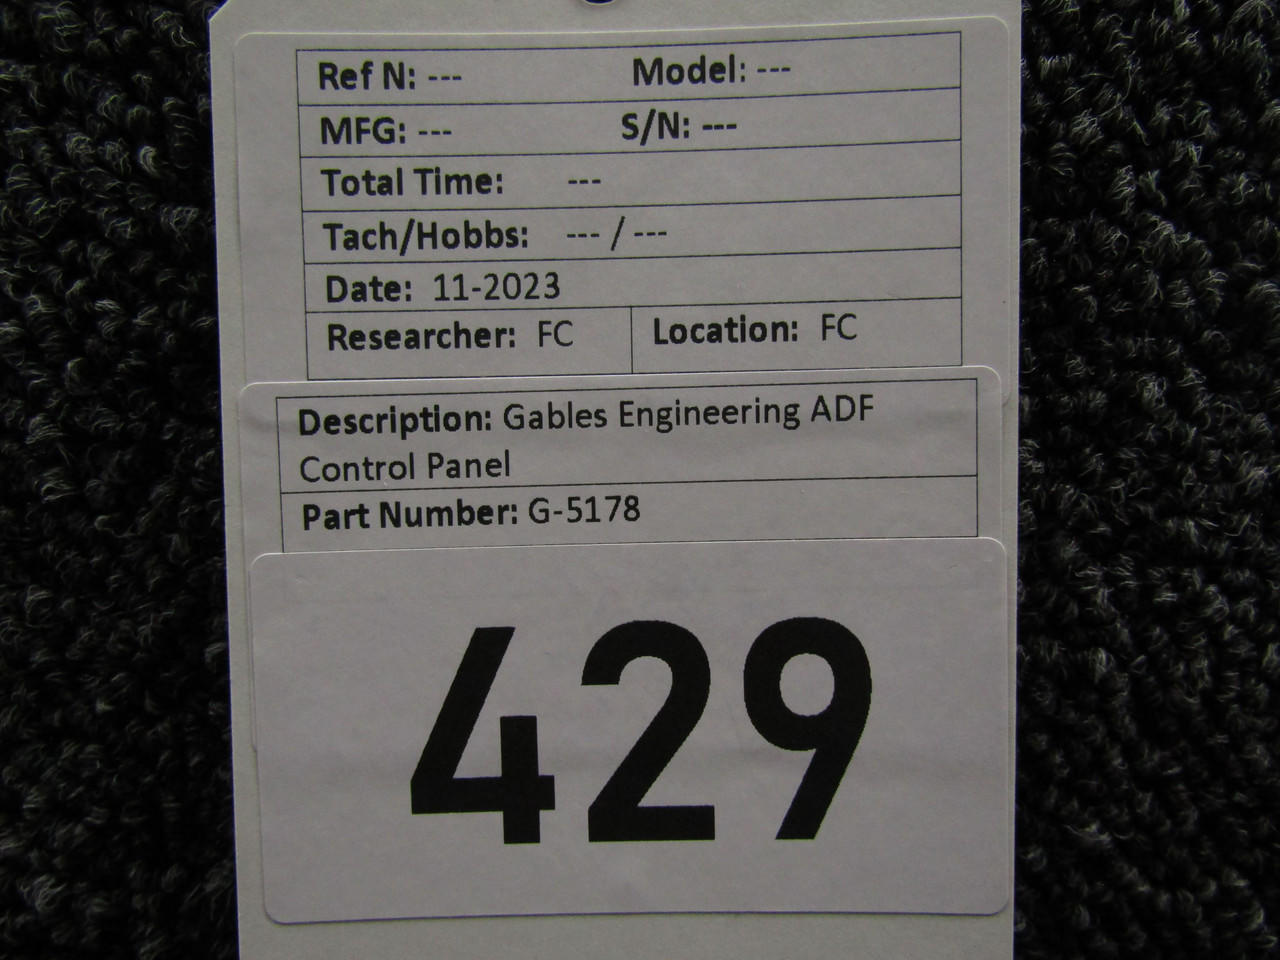 Ref N: --- Model: ---
MFG: --- S/N: ---
Total Time: ---
Tach/Hobbs: --- / ---
Date: 11-2023
Researcher: FC Location: FC
Description: Gables Engineering ADF
Control Panel
Part Number: G-5178
429